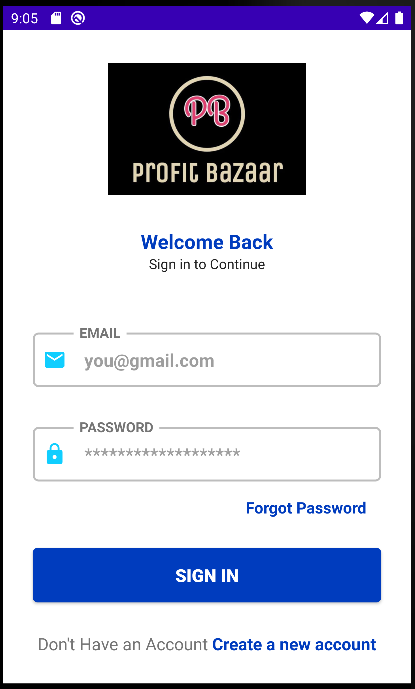 9:05
PB
Profit Bazaar
Welcome Back
Sign in to Continue
EMAIL
you@gmail.com
PASSWORD
*******************
Forgot Password
SIGN IN
Don't Have an Account Create a new account